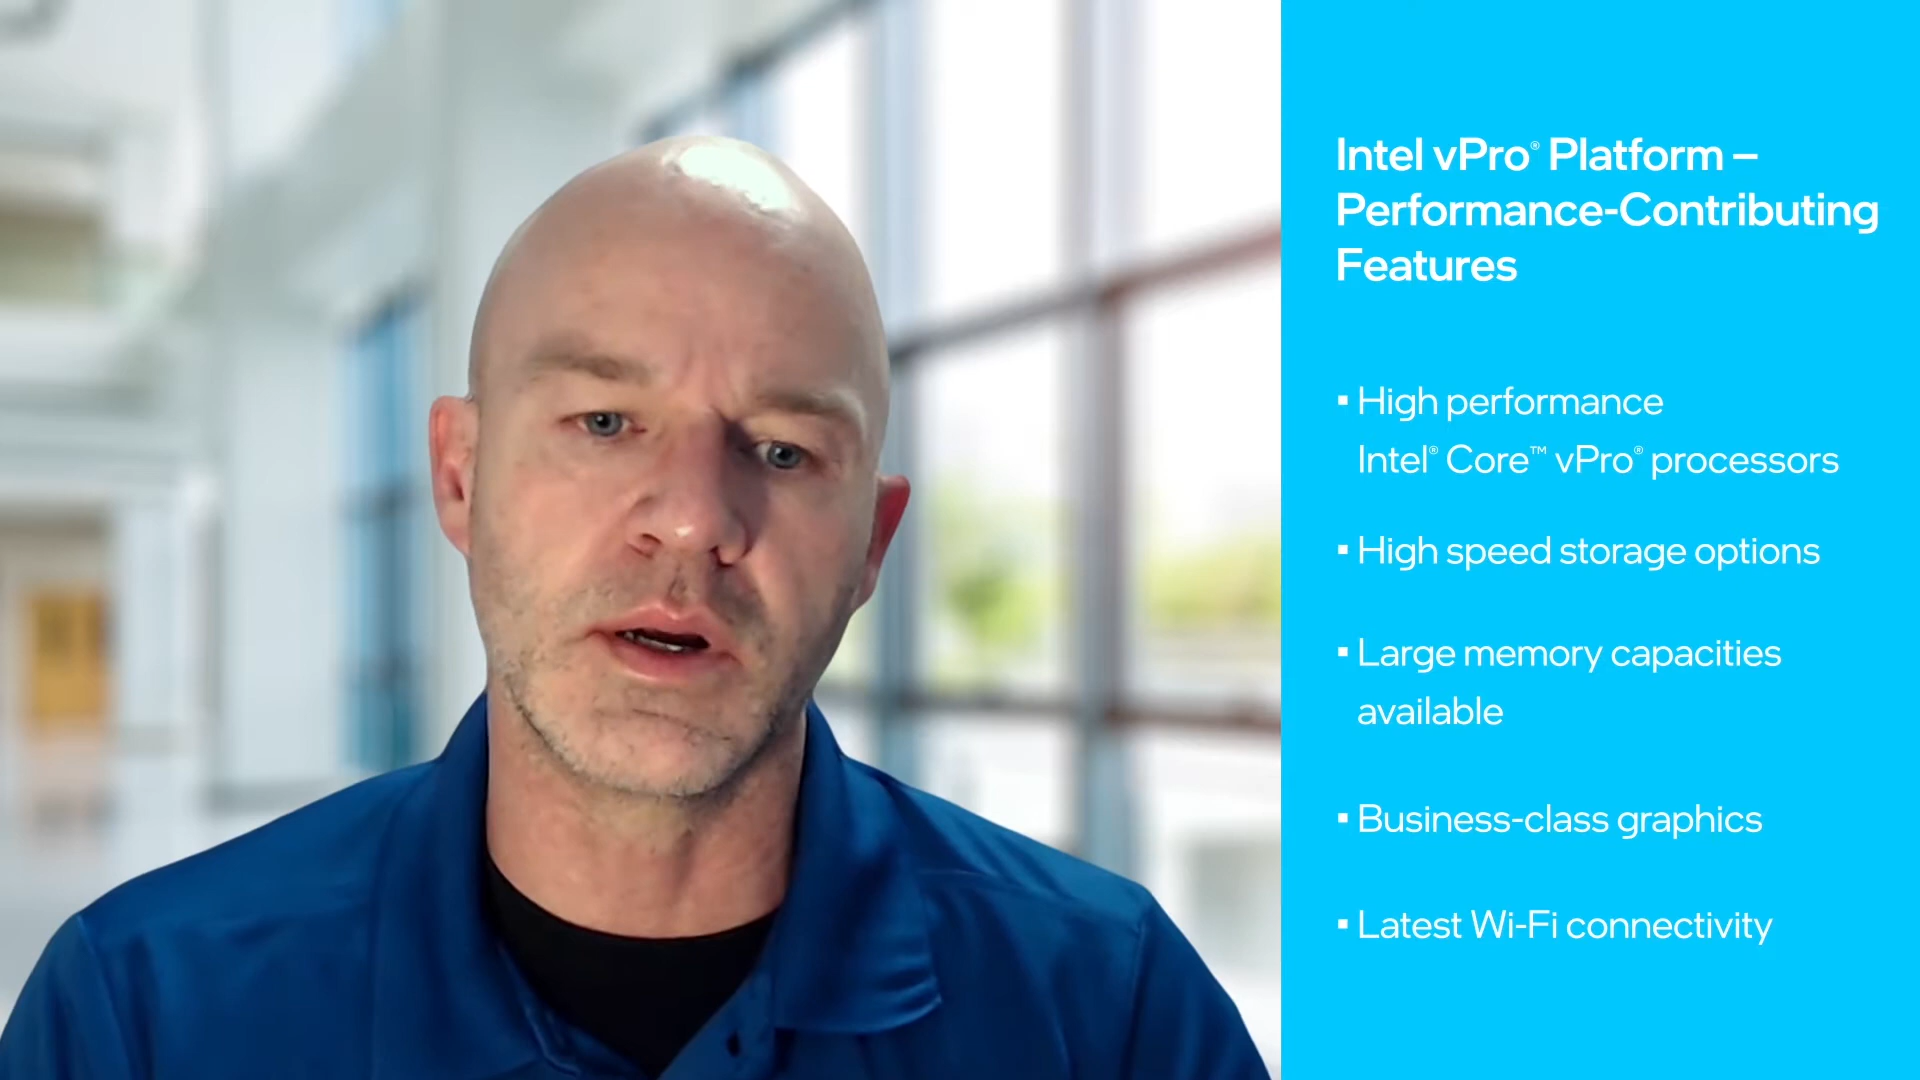 Intel vPro® Platform –
Performance-Contributing
Features
▪ High performance
Intel® Core™ vPro® processors
▪ High speed storage options
▪ Large memory capacities
available
▪ Business-class graphics
▪ Latest Wi-Fi connectivity